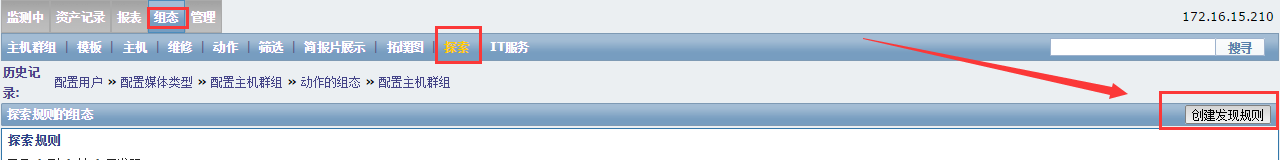 监测中 资产记录 报表 组态 管理
172.16.15.210
主机群组 | 模板 | 主机 | 维修 | 动作 | 筛选 | 简报片展示 | 拓璞图 | 探索 | IT服务
搜寻
历史记录: 配置用户 » 配置媒体类型 » 配置主机群组 » 动作的组态 » 配置主机群组
探索规则的组态
创建发现规则
探索规则